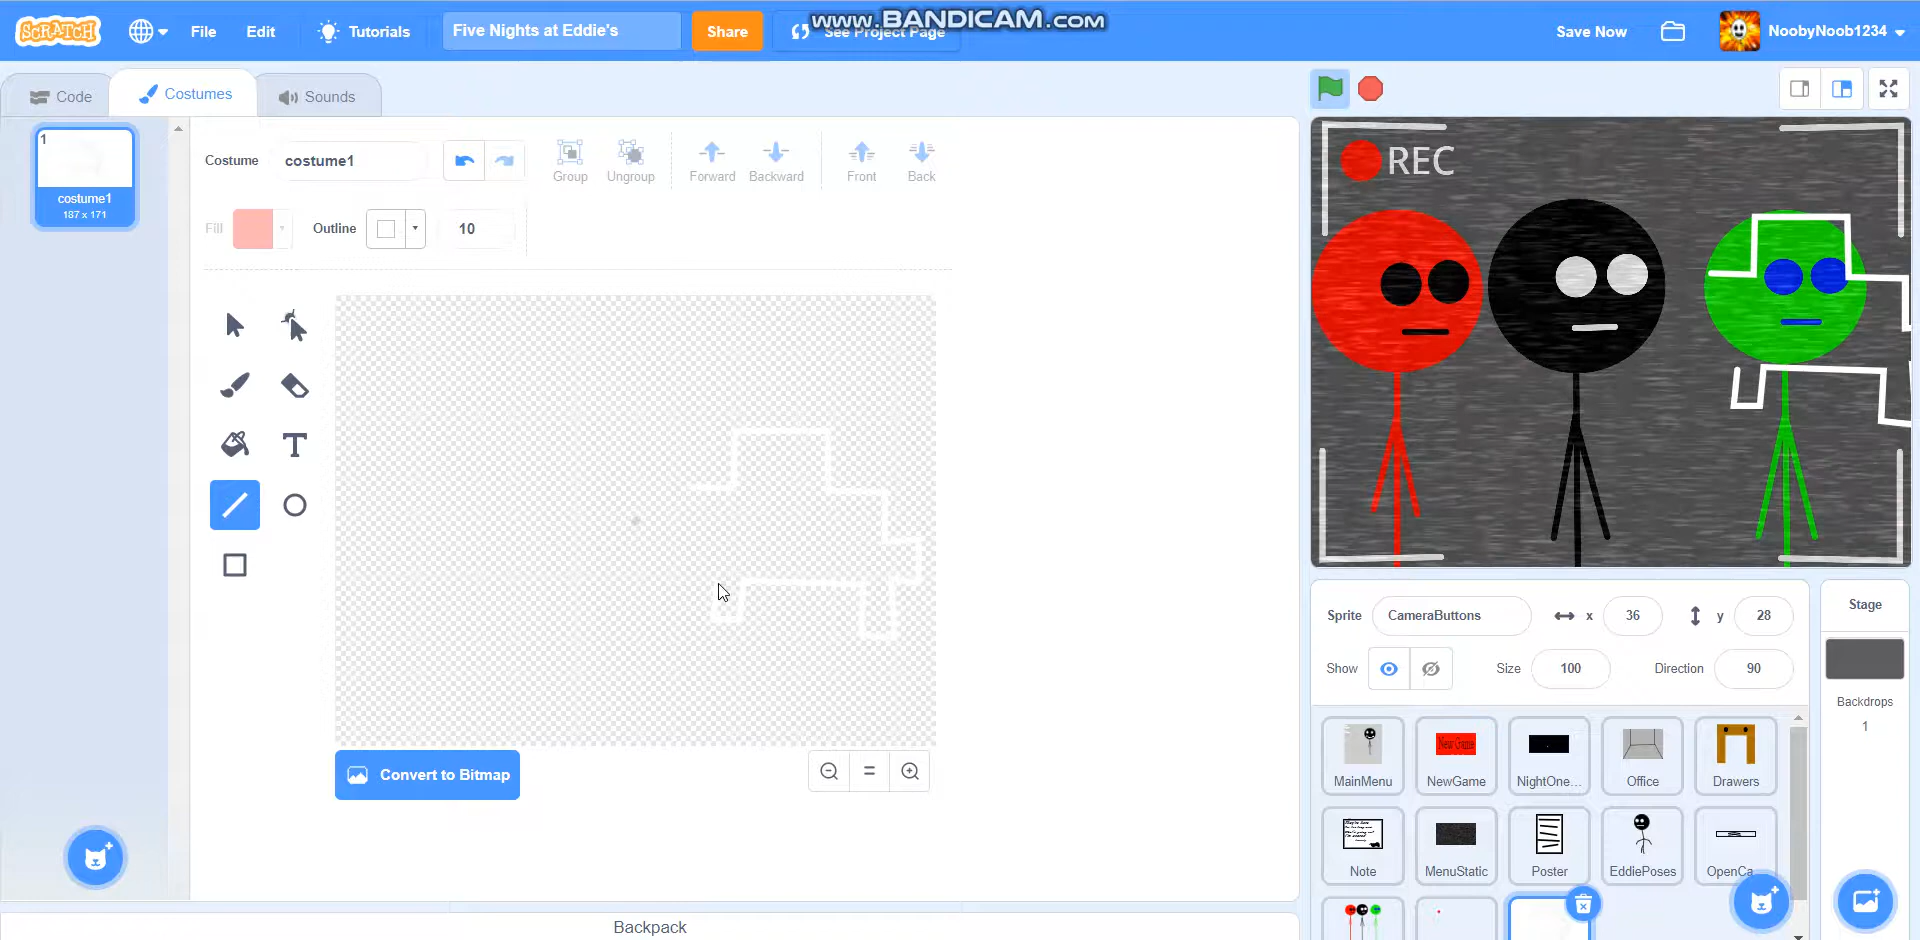 SCRATCH
File
Edit
Tutorials
Five Nights at Eddie's
Share
See Project Page
www.BANDICAM.com
Save Now
NoobyNoob1234
Code
Costumes
Sounds
1
costume1
187 x 171
Costume
costume1
Group
Ungroup
Forward
Backward
Front
Back
Fill
Outline
10
Convert to Bitmap
Backpack
REC
Sprite
CameraButtons
x
36
y
28
Show
Size
100
Direction
90
Stage
Backdrops
1
MainMenu
New Game
NewGame
NightOne...
Office
Drawers
Note
MenuStatic
Poster
EddiePoses
OpenCa